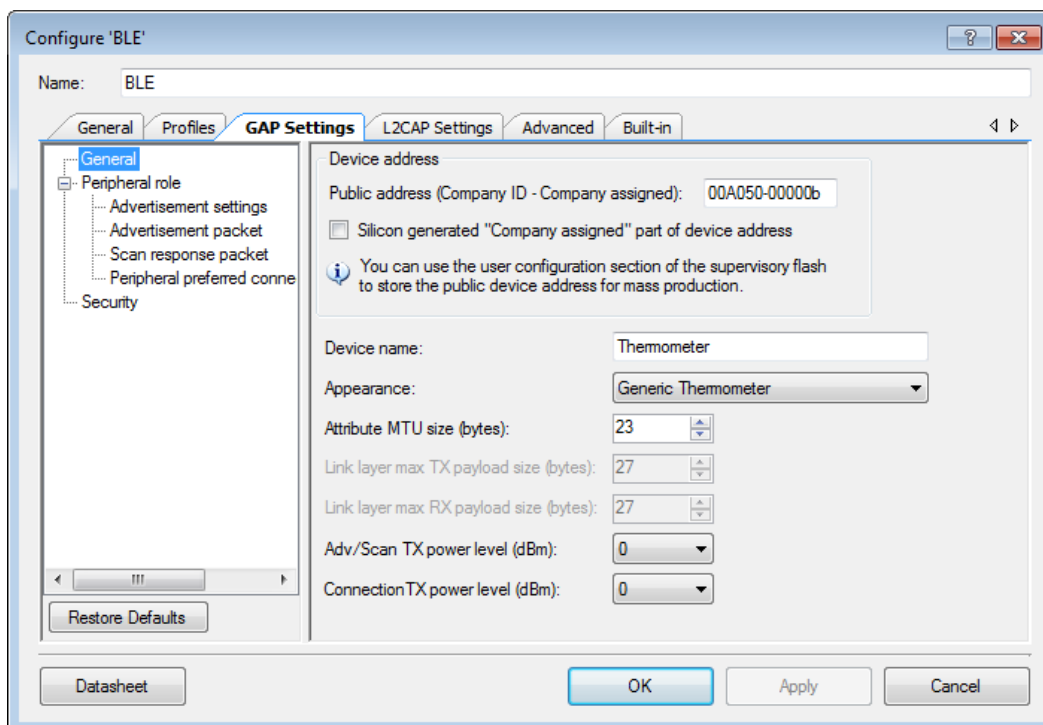 Configure 'BLE'
Name: BLE
General Profiles GAP Settings L2CAP Settings Advanced Built-in
General
Peripheral role
Advertisement settings
Advertisement packet
Scan response packet
Peripheral preferred conne
Security
Restore Defaults
Device address
Public address (Company ID - Company assigned): 00A050-00000b
Silicon generated "Company assigned" part of device address
You can use the user configuration section of the supervisory flash
to store the public device address for mass production.
Device name: Thermometer
Appearance: Generic Thermometer
Attribute MTU size (bytes): 23
Link layer max TX payload size (bytes): 27
Link layer max RX payload size (bytes): 27
Adv/Scan TX power level (dBm): 0
Connection TX power level (dBm): 0
Datasheet OK Apply Cancel